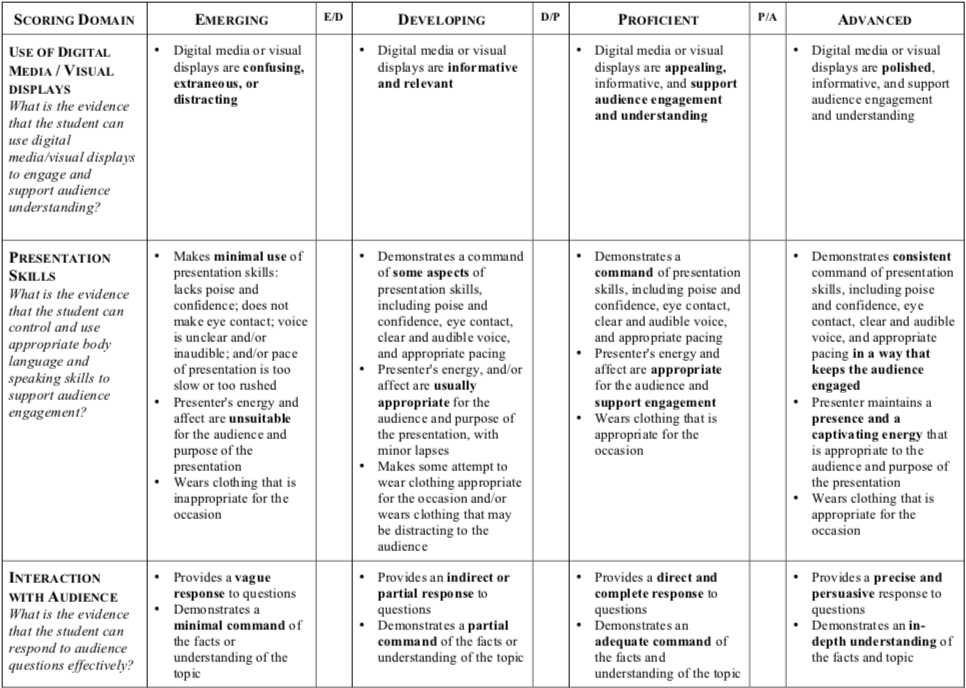 SCORING DOMAIN
EMERGING
E/D
DEVELOPING
D/P
PROFICIENT
P/A
ADVANCED
USE OF DIGITAL
MEDIA / VISUAL
DISPLAYS
What is the evidence
that the student can
use digital
media/visual displays
to engage and
support audience
understanding?
• Digital media or visual
displays are confusing,
extraneous, or
distracting
• Digital media or visual
displays are informative
and relevant
• Digital media or visual
displays are appealing,
informative, and support
audience engagement
and understanding
• Digital media or visual
displays are polished,
informative, and support
audience engagement
and understanding
PRESENTATION
SKILLS
What is the evidence
that the student can
control and use
appropriate body
language and
speaking skills to
support audience
engagement?
• Makes minimal use of
presentation skills:
lacks poise and
confidence; does not
make eye contact; voice
is unclear and/or
inaudible; and/or pace
of presentation is too
slow or too rushed
• Presenter's energy and
affect are unsuitable
for the audience and
purpose of the
presentation
• Wears clothing that is
inappropriate for the
occasion
• Demonstrates a command
of some aspects of
presentation skills,
including poise and
confidence, eye contact,
clear and audible voice,
and appropriate pacing
• Presenter's energy, and/or
affect are usually
appropriate for the
audience and purpose of
the presentation, with
minor lapses
• Makes some attempt to
wear clothing appropriate
for the occasion and/or
wears clothing that may
be distracting to the
audience
• Demonstrates a
command of presentation
skills, including poise and
confidence, eye contact,
clear and audible voice,
and appropriate pacing
• Presenter's energy and
affect are appropriate
for the audience and
support engagement
• Wears clothing that is
appropriate for the
occasion
• Demonstrates consistent
command of presentation
skills, including poise
and confidence, eye
contact, clear and audible
voice, and appropriate
pacing in a way that
keeps the audience
engaged
• Presenter maintains a
presence and a
captivating energy that
is appropriate to the
audience and purpose of
the presentation
• Wears clothing that is
appropriate for the
occasion
INTERACTION
WITH AUDIENCE
What is the evidence
that the student can
respond to audience
questions effectively?
• Provides a vague
response to questions
• Demonstrates a
minimal command of
the facts or
understanding of the
topic
• Provides an indirect or
partial response to
questions
• Demonstrates a partial
command of the facts or
understanding of the topic
• Provides a direct and
complete response to
questions
• Demonstrates an
adequate command of
the facts and
understanding of the topic
• Provides a precise and
persuasive response to
questions
• Demonstrates an in-
depth understanding of
the facts and topic